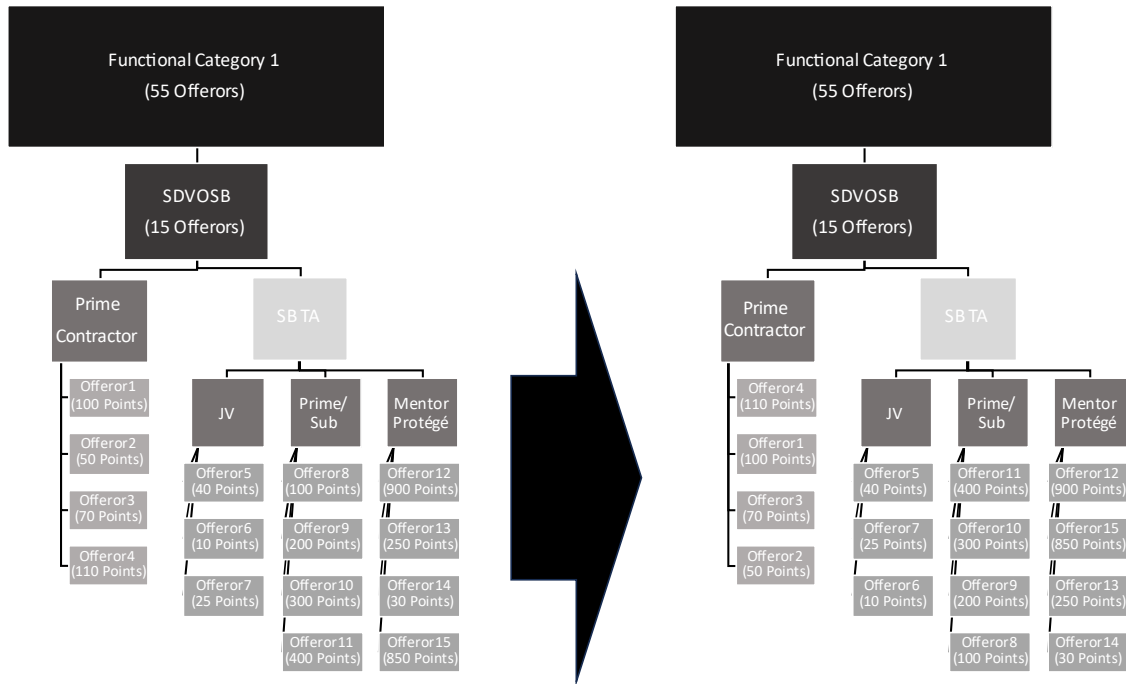 Functional Category 1
(55 Offerors)
SDVOSB
(15 Offerors)
Prime
Contractor
SB TA
Offeror1
(100 Points)
Offeror2
(50 Points)
Offeror3
(70 Points)
Offeror4
(110 Points)
JV
Offeror5
(40 Points)
Offeror6
(10 Points)
Offeror7
(25 Points)
Prime/
Sub
Offeror8
(100 Points)
Offeror9
(200 Points)
Offeror10
(300 Points)
Offeror11
(400 Points)
Mentor
Protégé
Offeror12
(900 Points)
Offeror13
(250 Points)
Offeror14
(30 Points)
Offeror15
(850 Points)
Functional Category 1
(55 Offerors)
SDVOSB
(15 Offerors)
Prime
Contractor
SB TA
Offeror4
(110 Points)
Offeror1
(100 Points)
Offeror3
(70 Points)
Offeror2
(50 Points)
JV
Offeror5
(40 Points)
Offeror7
(25 Points)
Offeror6
(10 Points)
Prime/
Sub
Offeror11
(400 Points)
Offeror10
(300 Points)
Offeror9
(200 Points)
Offeror8
(100 Points)
Mentor
Protégé
Offeror12
(900 Points)
Offeror15
(850 Points)
Offeror13
(250 Points)
Offeror14
(30 Points)